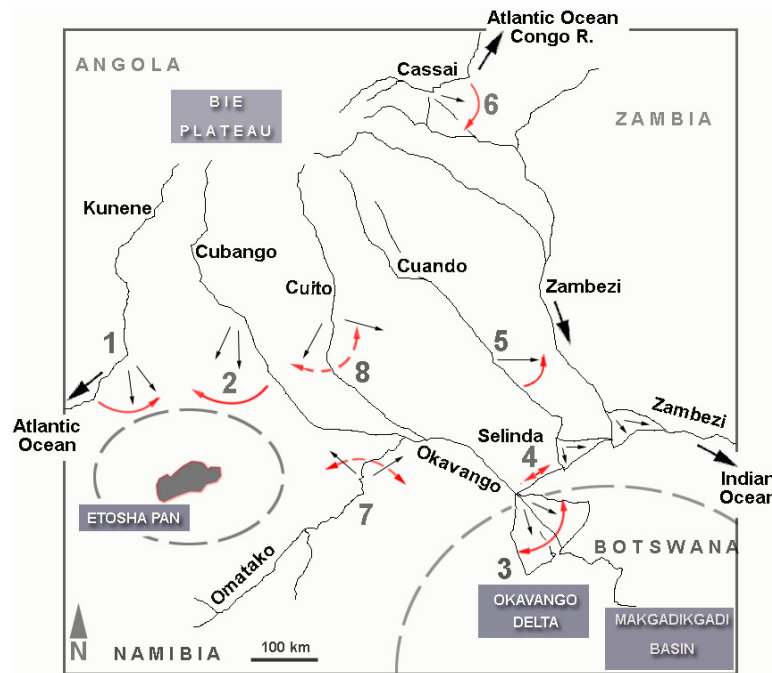 Atlantic Ocean
Congo R.
ANGOLA
Cassai
6
BIE
PLATEAU
ZAMBIA
Kunene
Cubango
Cuando
Cuito
Zambezi
1
5
2
8
Atlantic
Ocean
Zambezi
Selinda
4
Okavango
Indian
Ocean
7
ETOSHA PAN
BOTSWANA
3
Omatako
OKAVANGO
DELTA
MAKGADIKGADI
BASIN
N
NAMIBIA
100 km